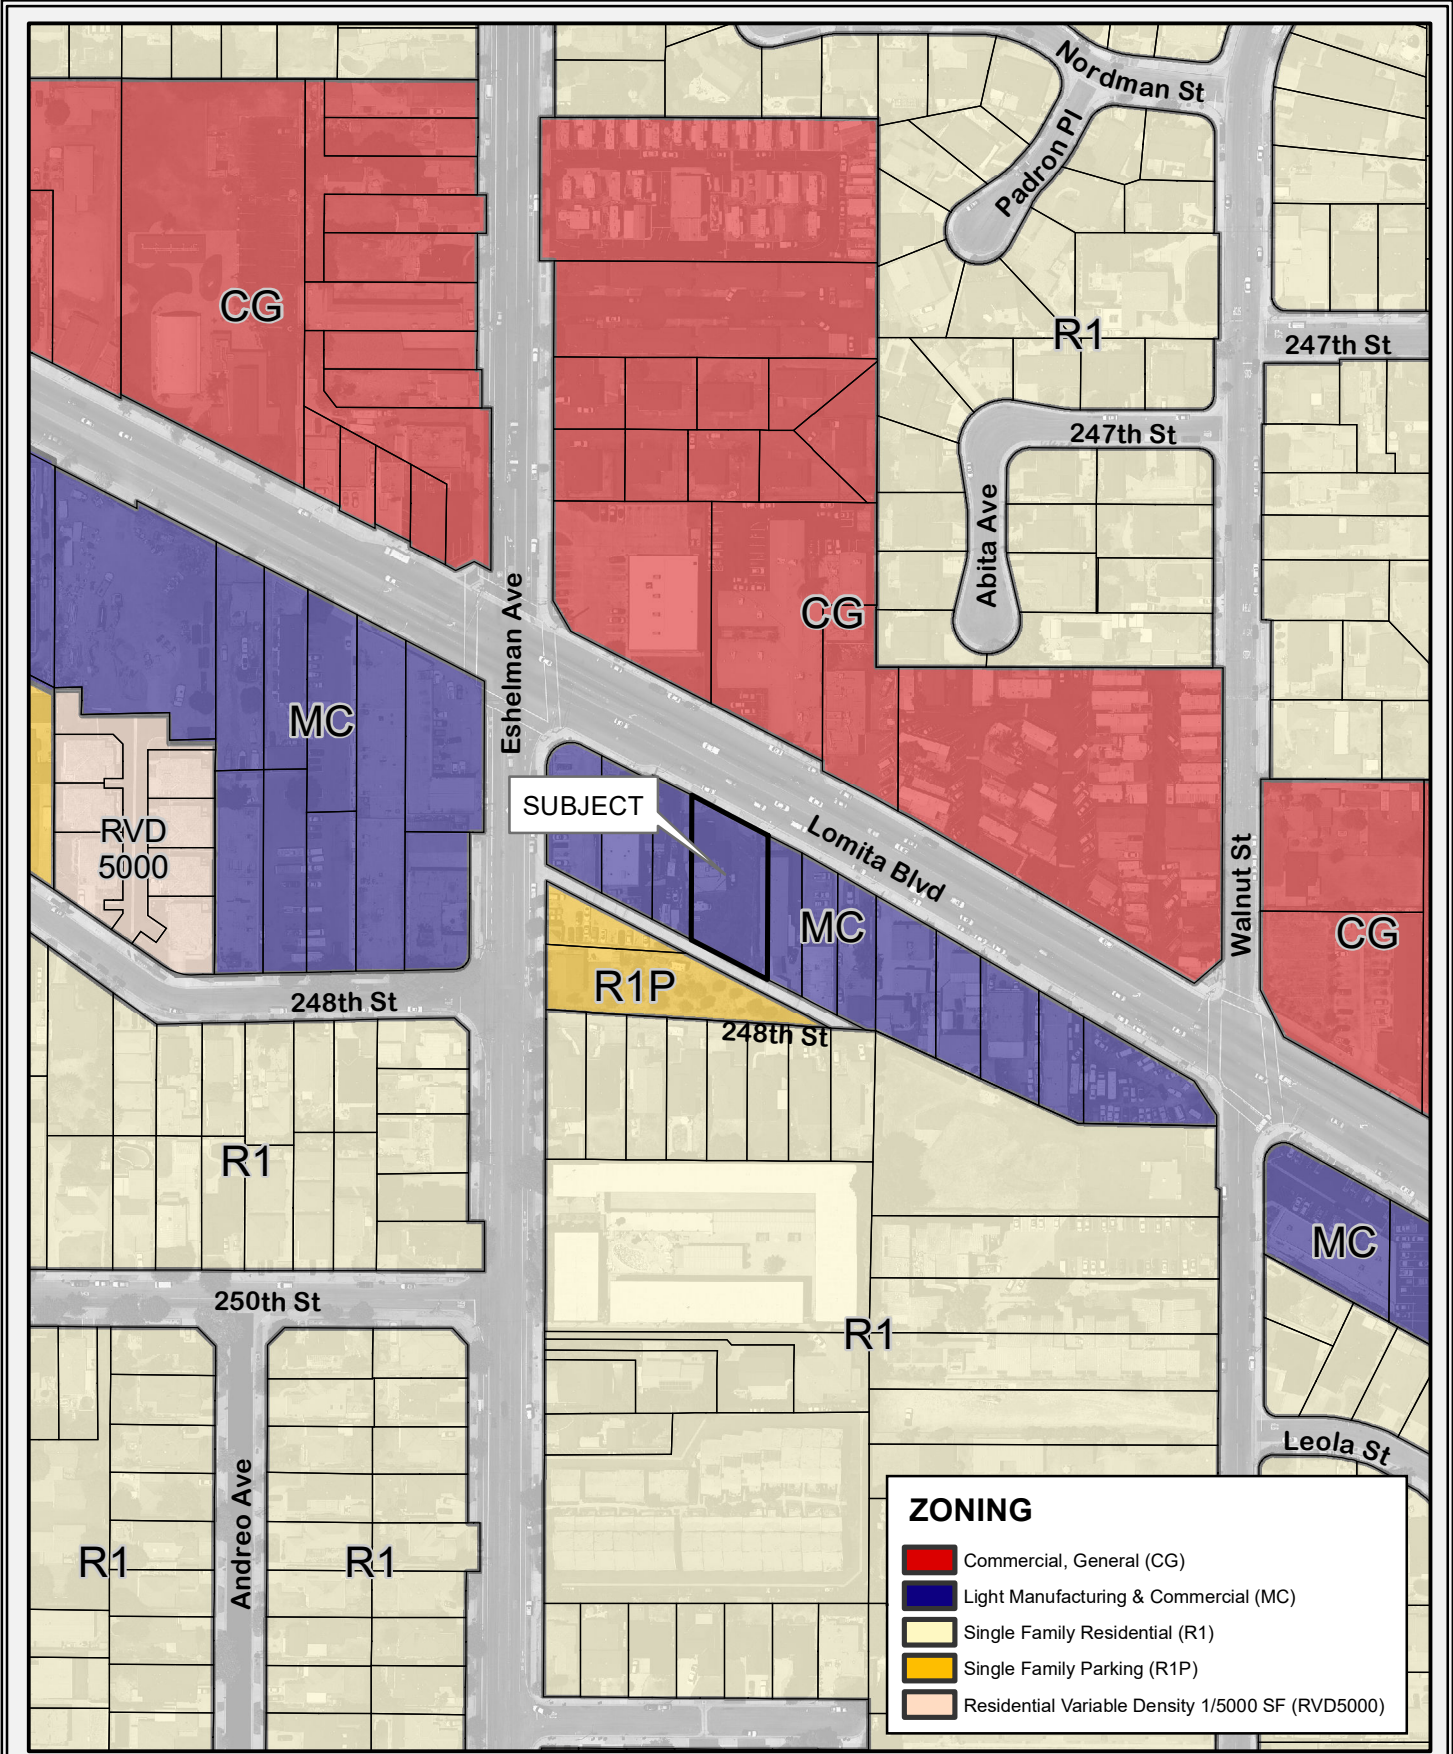 Nordman St
Padron Pl
CG
R1
247th St
247th St
Abita Ave
Eshelman Ave
CG
MC
SUBJECT
Lomita Blvd
RVD
5000
Walnut St
MC
CG
R1P
248th St
248th St
R1
MC
250th St
R1
Leola St
Andreo Ave
R1
R1
ZONING
Commercial, General (CG)
Light Manufacturing & Commercial (MC)
Single Family Residential (R1)
Single Family Parking (R1P)
Residential Variable Density 1/5000 SF (RVD5000)